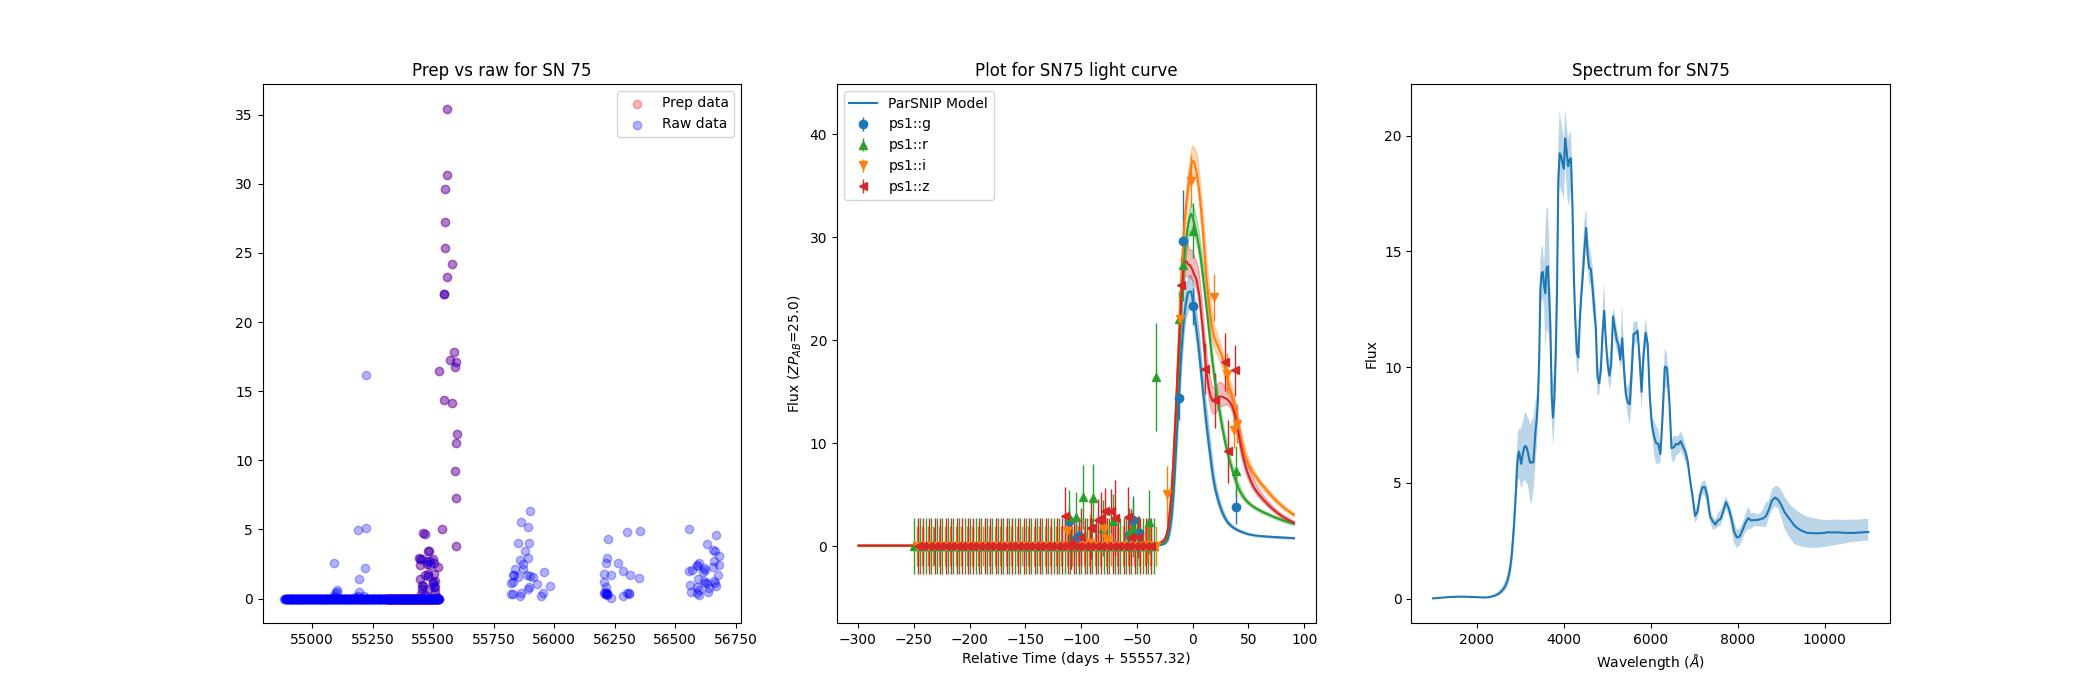 Prep vs raw for SN 75
Prep data
Raw data
35
30
25
20
15
10
5
0
55000 55250 55500 55750 56000 56250 56500 56750
Plot for SN75 light curve
ParSNIP Model
ps1::g
ps1::r
ps1::i
ps1::z
Flux (ZP_AB=25.0)
40
30
20
10
0
−300 −250 −200 −150 −100 −50 0 50 100
Relative Time (days + 55557.32)
Spectrum for SN75
Flux
20
15
10
5
0
2000 4000 6000 8000 10000
Wavelength (Å)